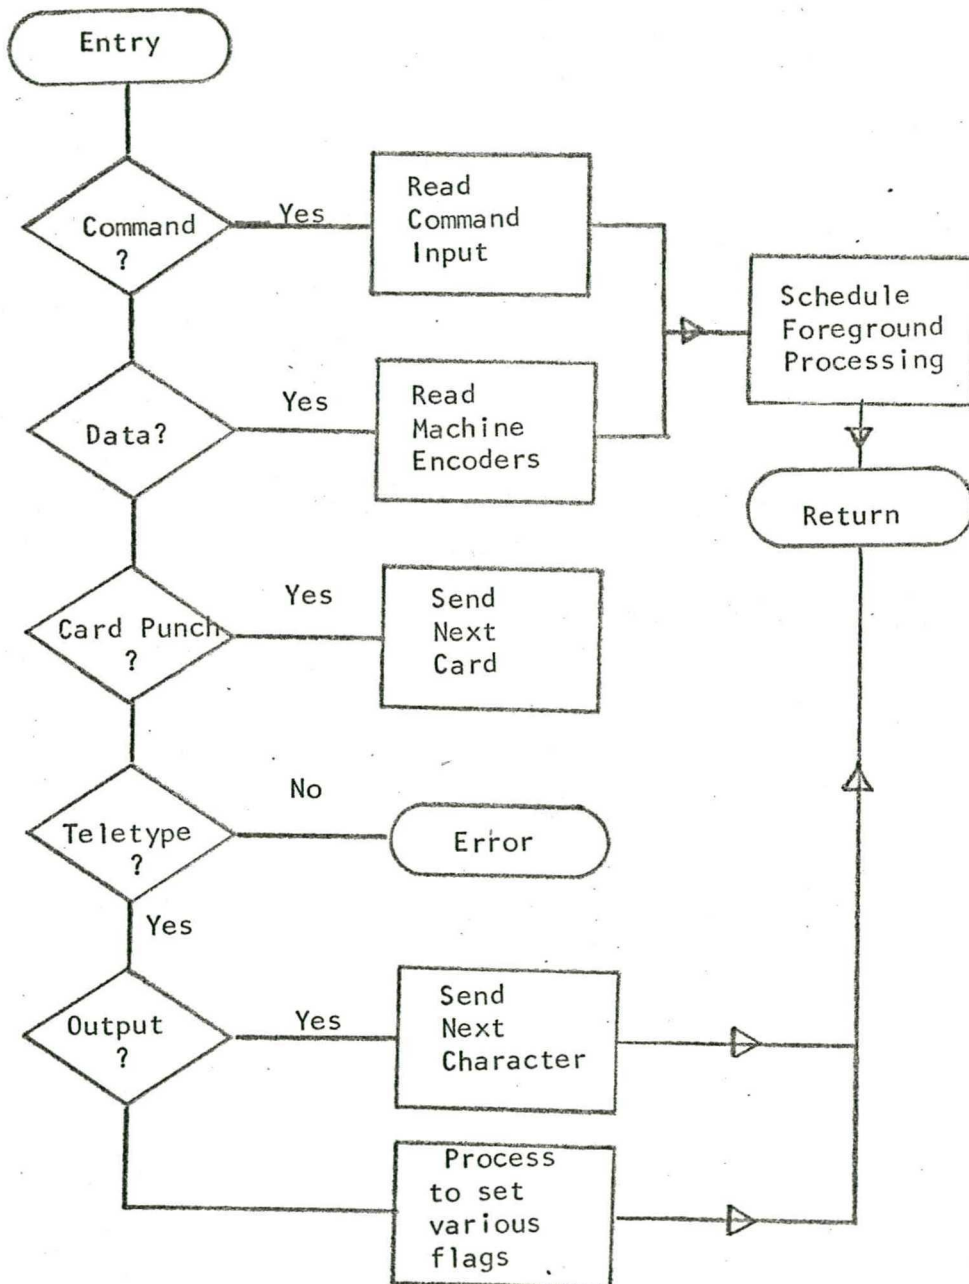 Entry
Command
?
Yes
Read
Command
Input
Schedule
Foreground
Processing
Data?
Yes
Read
Machine
Encoders
Return
Card Punch
?
Yes
Send
Next
Card
Teletype
?
No
Error
Yes
Output
?
Yes
Send
Next
Character
Process
to set
various
flags